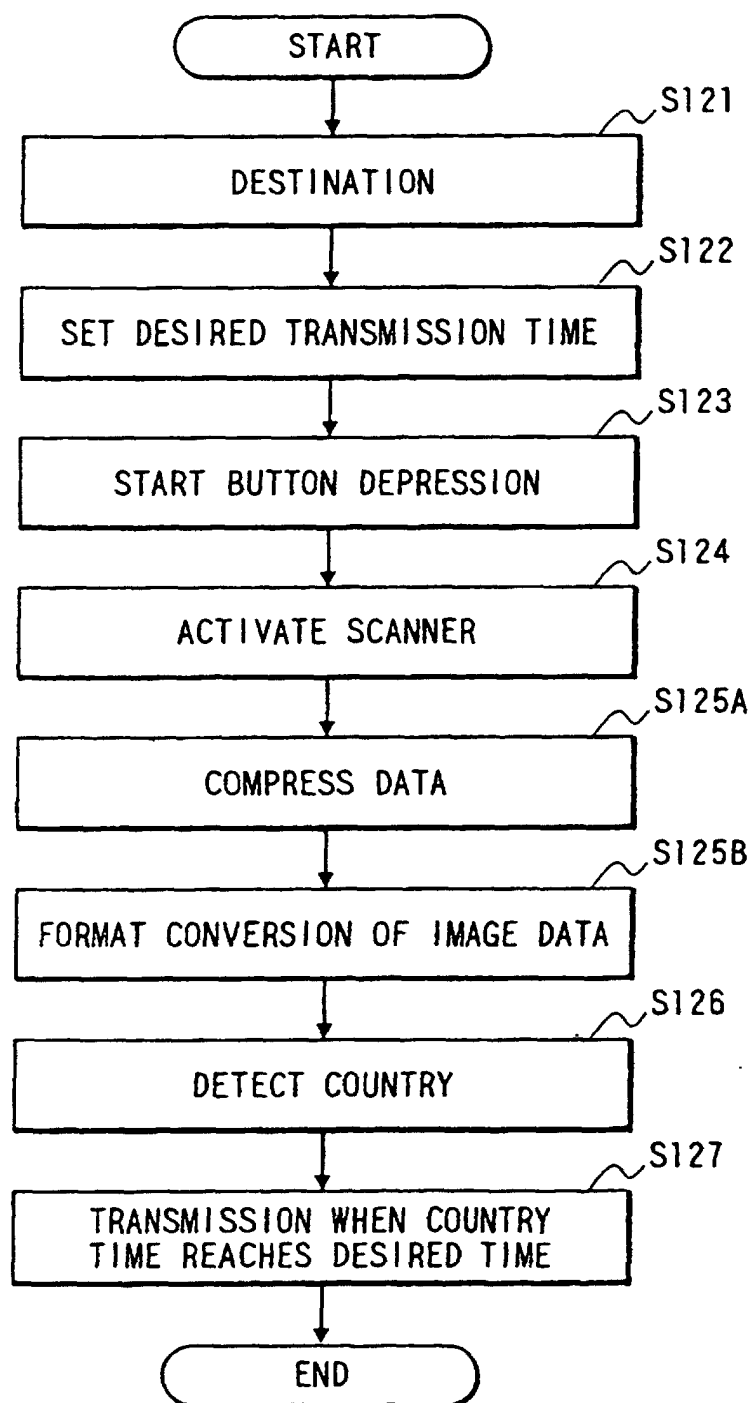 START
S121
DESTINATION
S122
SET DESIRED TRANSMISSION TIME
S123
START BUTTON DEPRESSION
S124
ACTIVATE SCANNER
S125A
COMPRESS DATA
S125B
FORMAT CONVERSION OF IMAGE DATA
S126
DETECT COUNTRY
S127
TRANSMISSION WHEN COUNTRY
TIME REACHES DESIRED TIME
END